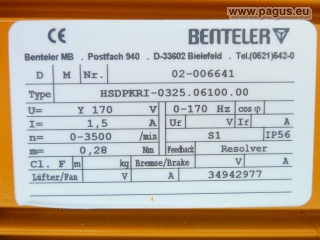 www.pagus.eu
CE BENTELER
Benteler MB . Postfach 940 . D-33602 Bielefeld . Tel.(0621)642-0
D M Nr. 02-006641
Type HSDPKRI-0325.06100.00
U= Y 170 V 0-170 Hz cos φ
I= 1,5 A Uf V If A
n= 0-3500 /min S1 IP56
m= 0,28 Nm Feedback Resolver
Cl. F m kg Bremse/Brake V A Nm
Lüfter/Fan V A 34942977